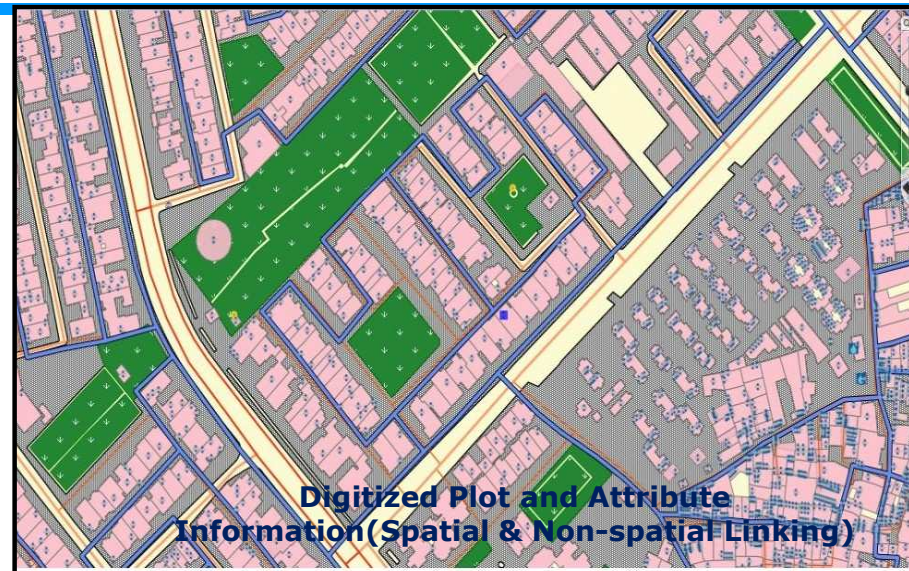 Digitized Plot and Attribute
Information(Spatial & Non-spatial Linking)